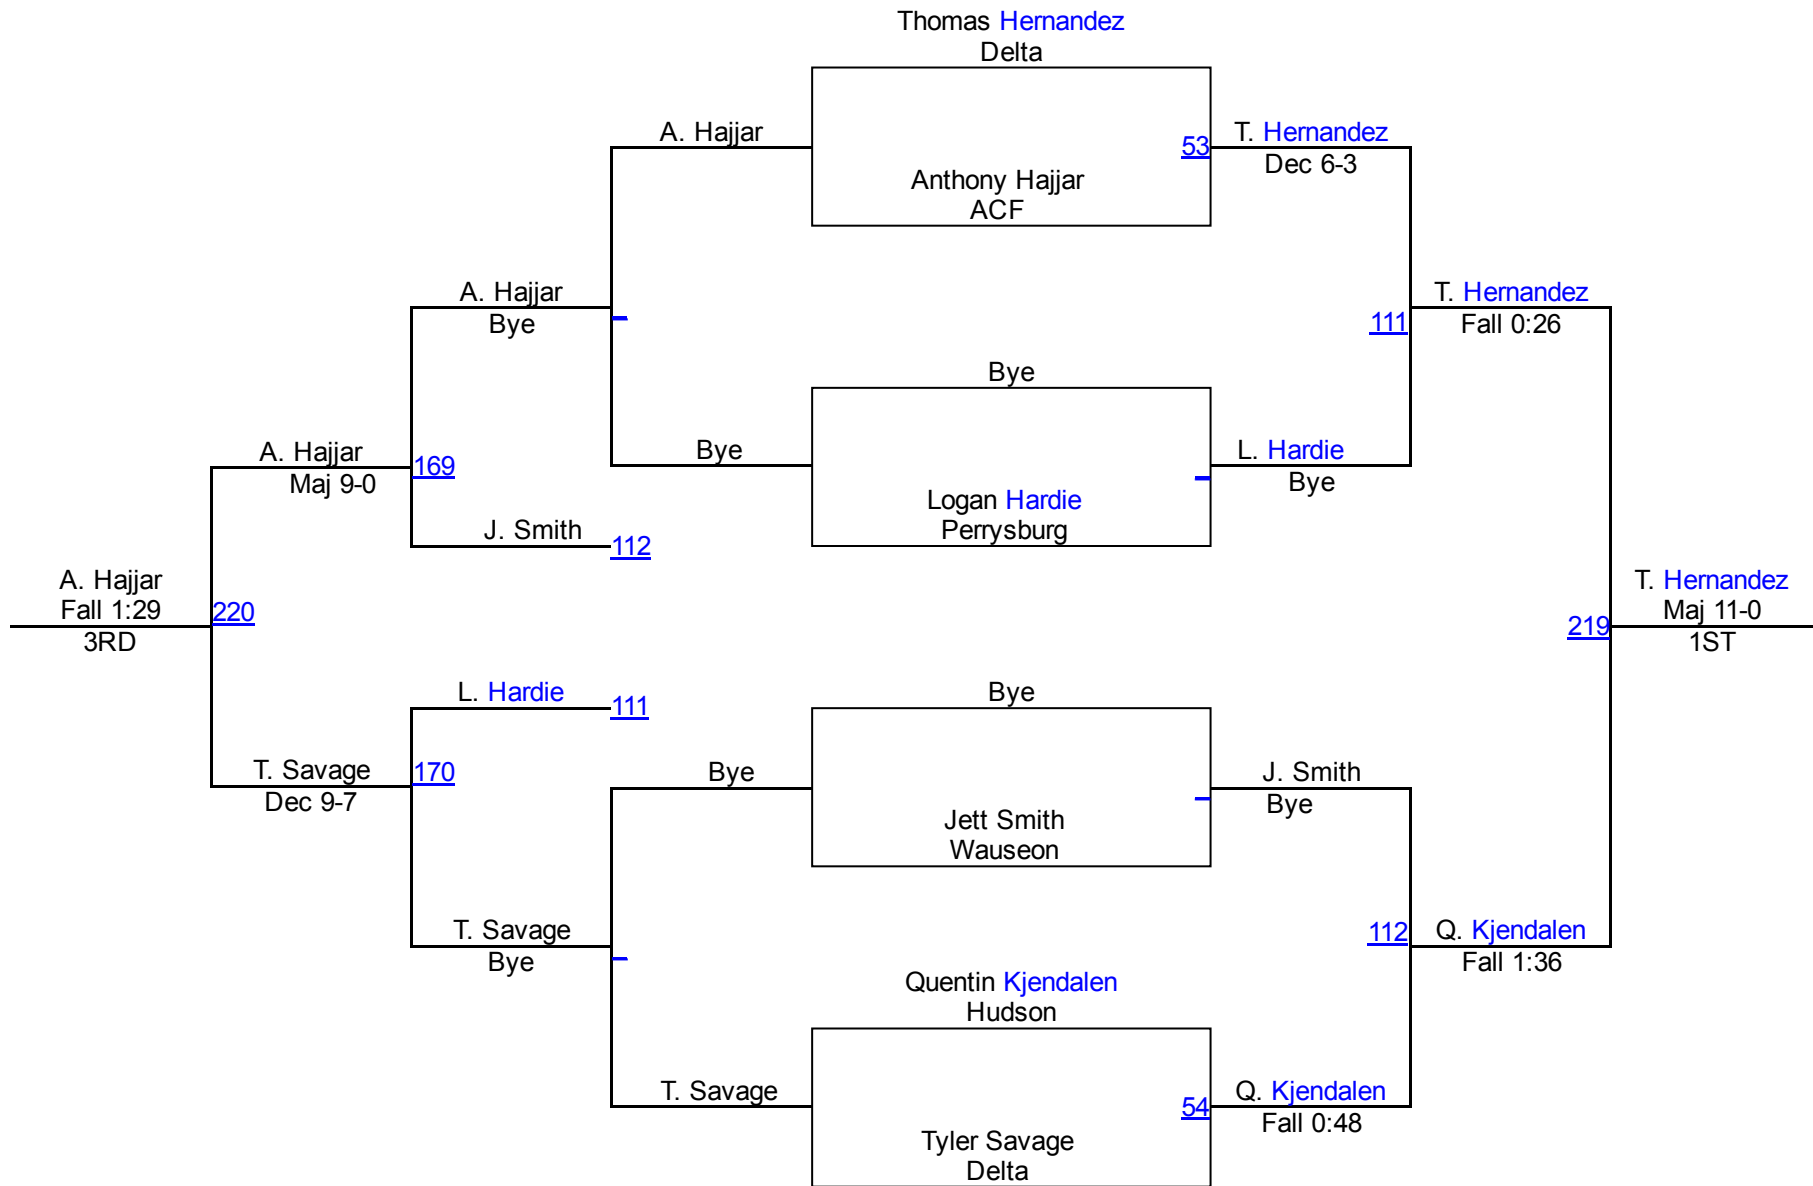 Thomas Hernandez
Delta
A. Hajjar
53
T. Hernandez
Dec 6-3
Anthony Hajjar
ACF
A. Hajjar
Bye
111
T. Hernandez
Fall 0:26
Bye
A. Hajjar
Maj 9-0
169
Bye
L. Hardie
Bye
Logan Hardie
Perrysburg
J. Smith
112
A. Hajjar
Fall 1:29
3RD
220
219
T. Hernandez
Maj 11-0
1ST
L. Hardie
111
Bye
T. Savage
Dec 9-7
170
Bye
J. Smith
Bye
Jett Smith
Wauseon
T. Savage
Bye
112
Q. Kjendalen
Fall 1:36
Quentin Kjendalen
Hudson
T. Savage
54
Q. Kjendalen
Fall 0:48
Tyler Savage
Delta